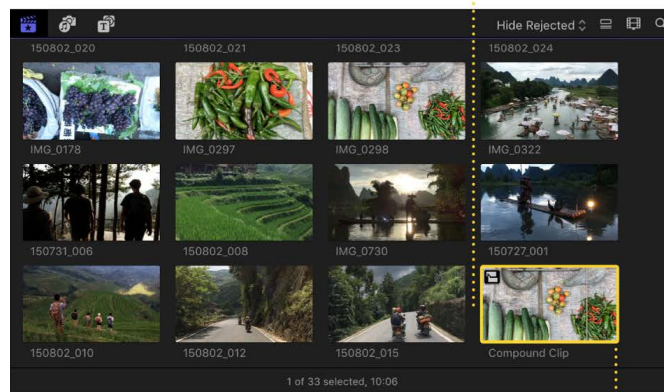 Hide Rejected
150802_020 150802_021 150802_023 150802_024
IMG_0178 IMG_0297 IMG_0298 IMG_0322
150731_006 150802_008 IMG_0730 150727_001
150802_010 150802_012 150802_015 Compound Clip
1 of 33 selected, 10:06